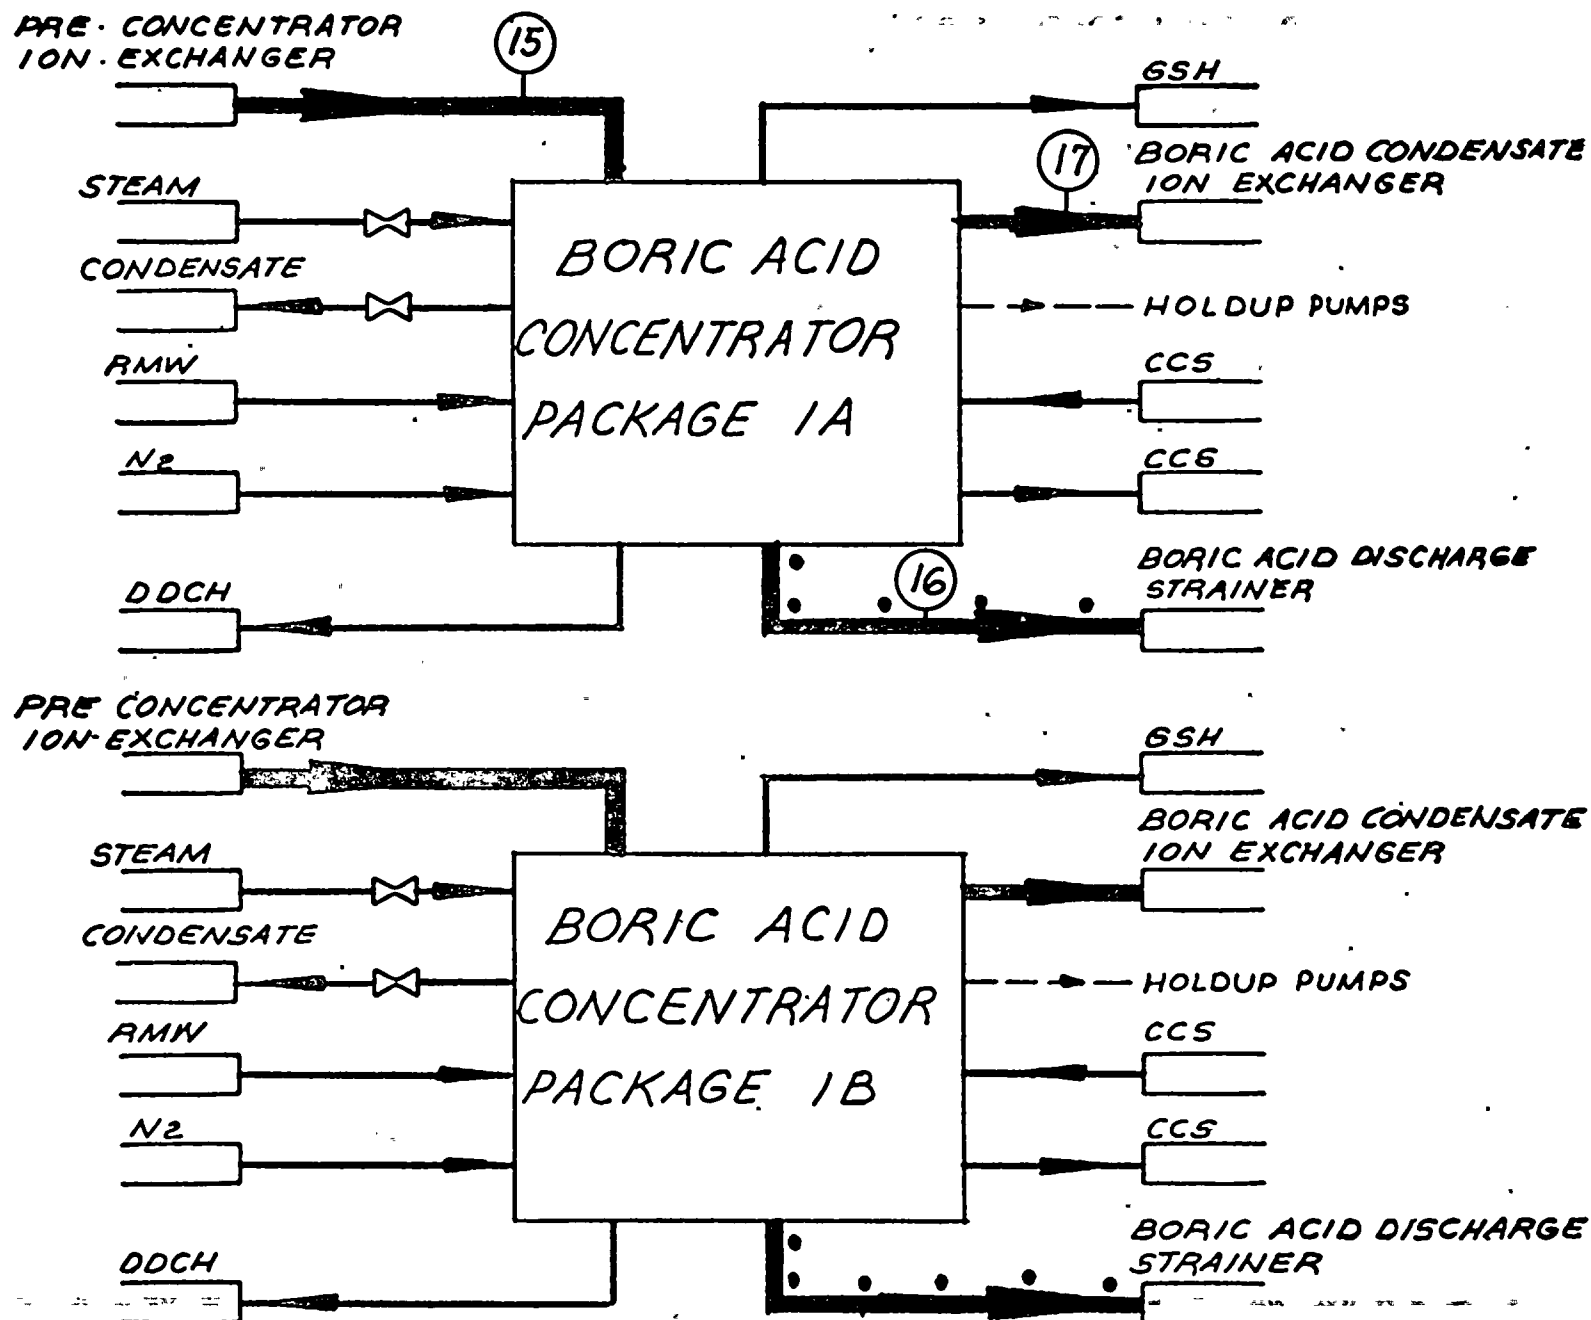 PRE-CONCENTRATOR
ION-EXCHANGER
15
GSH
STEAM
17
BORIC ACID CONDENSATE
ION EXCHANGER
CONDENSATE
BORIC ACID
CONCENTRATOR
PACKAGE 1A
HOLDUP PUMPS
RMW
CCS
N2
CCS
DDCH
16
BORIC ACID DISCHARGE
STRAINER
PRE CONCENTRATOR
ION-EXCHANGER
GSH
STEAM
BORIC ACID CONDENSATE
ION EXCHANGER
CONDENSATE
BORIC ACID
CONCENTRATOR
PACKAGE 1B
HOLDUP PUMPS
RMW
CCS
N2
CCS
DDCH
BORIC ACID DISCHARGE
STRAINER